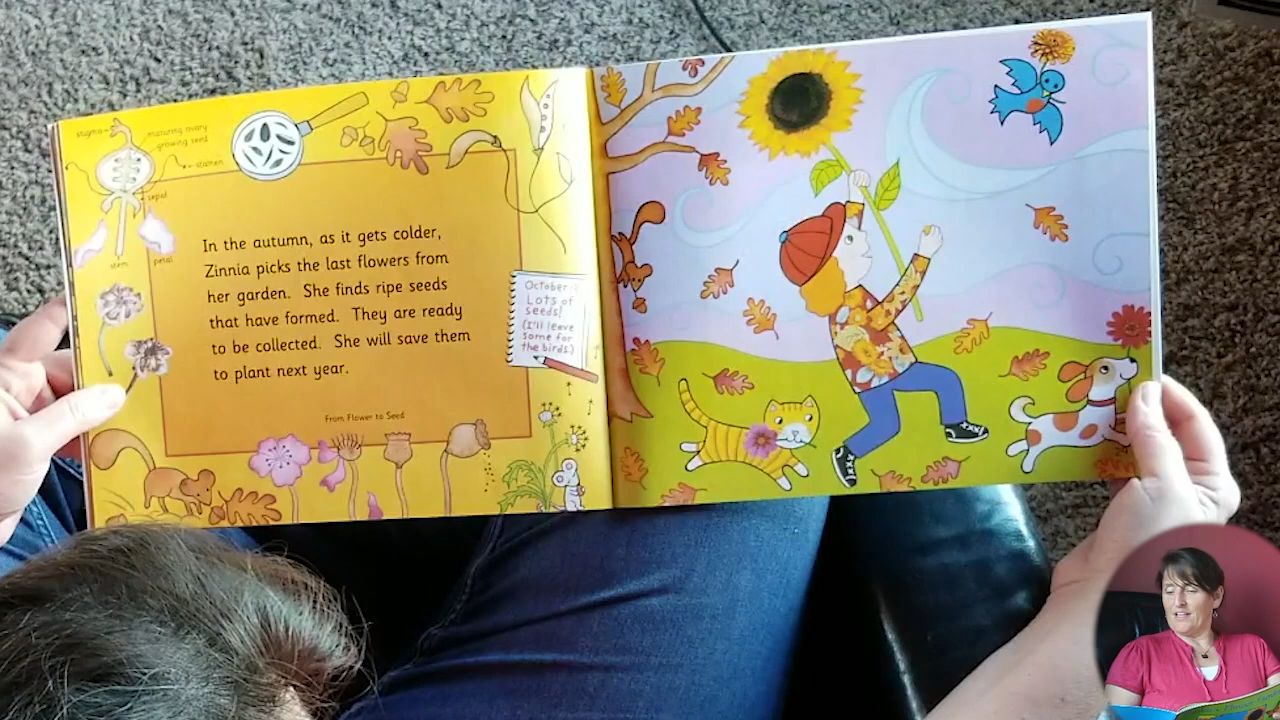 stigma
maturing ovary
growing seed
stamen
sepal
stem
petal
In the autumn, as it gets colder,
Zinnia picks the last flowers from
her garden. She finds ripe seeds
that have formed. They are ready
to be collected. She will save them
to plant next year.
From Flower to Seed
October
Lots of
seeds!
(I'll leave
some for
the birds.)